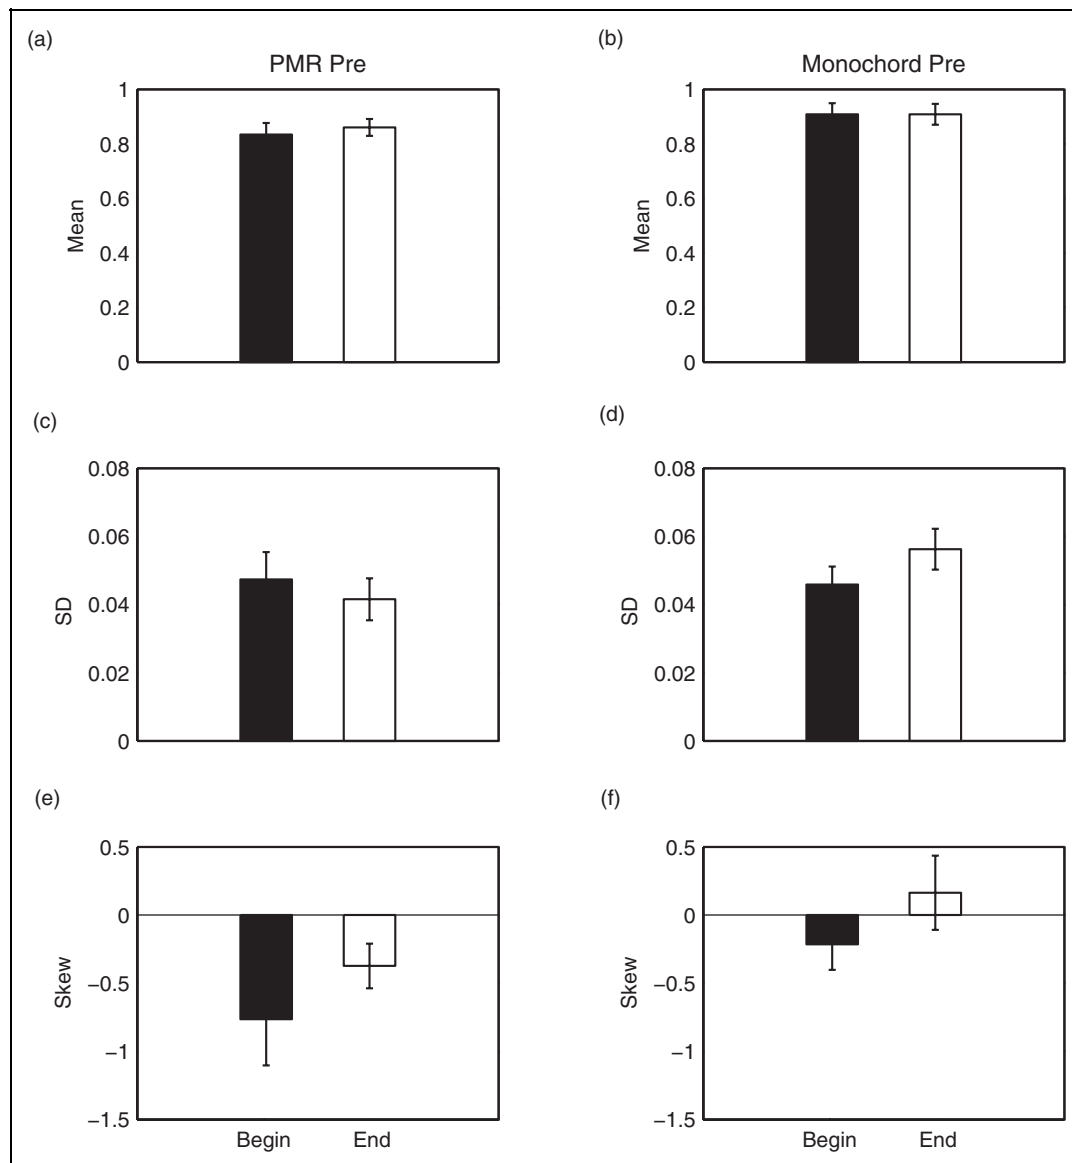 (a)
PMR Pre
1
0.8
0.6
0.4
0.2
0
Mean
(b)
Monochord Pre
1
0.8
0.6
0.4
0.2
0
Mean
(c)
0.08
0.06
0.04
0.02
0
SD
(d)
0.08
0.06
0.04
0.02
0
SD
(e)
0.5
0
−0.5
−1
−1.5
Skew
Begin End
(f)
0.5
0
−0.5
−1
−1.5
Skew
Begin End